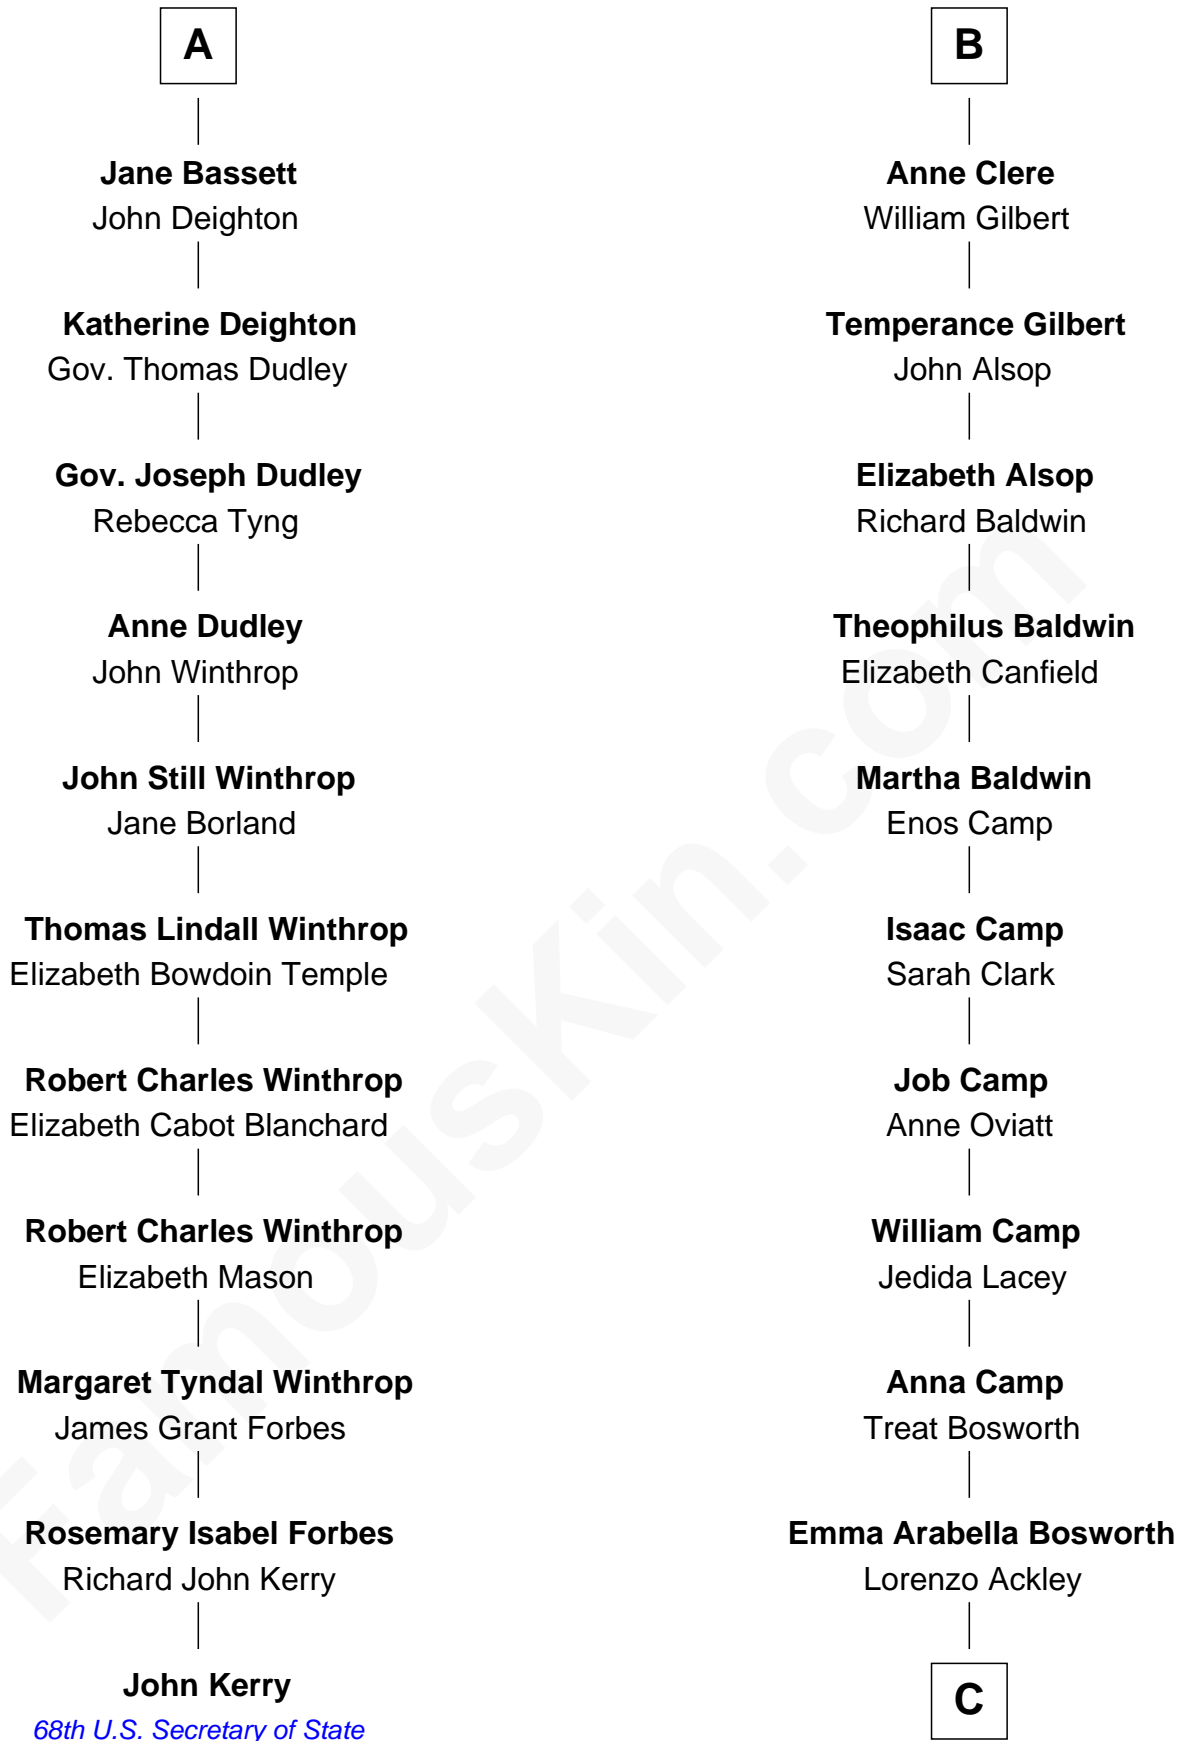 A
Jane Bassett
John Deighton
Katherine Deighton
Gov. Thomas Dudley
Gov. Joseph Dudley
Rebecca Tyng
Anne Dudley
John Winthrop
John Still Winthrop
Jane Borland
Thomas Lindall Winthrop
Elizabeth Bowdoin Temple
Robert Charles Winthrop
Elizabeth Cabot Blanchard
Robert Charles Winthrop
Elizabeth Mason
Margaret Tyndal Winthrop
James Grant Forbes
Rosemary Isabel Forbes
Richard John Kerry
John Kerry
68th U.S. Secretary of State
B
Anne Clere
William Gilbert
Temperance Gilbert
John Alsop
Elizabeth Alsop
Richard Baldwin
Theophilus Baldwin
Elizabeth Canfield
Martha Baldwin
Enos Camp
Isaac Camp
Sarah Clark
Job Camp
Anne Oviatt
William Camp
Jedida Lacey
Anna Camp
Treat Bosworth
Emma Arabella Bosworth
Lorenzo Ackley
C
FamousKin.com